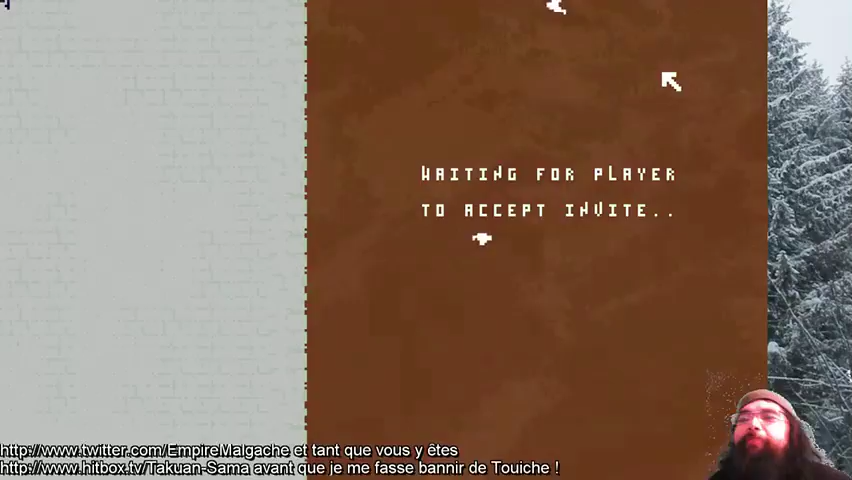 WAITING FOR PLAYER
TO ACCEPT INVITE..
http://www.twitter.com/EmpireMalgache et tant que vous y êtes
http://www.hitbox.tv/Takuan-Sama avant que je me fasse bannir de Touiche !